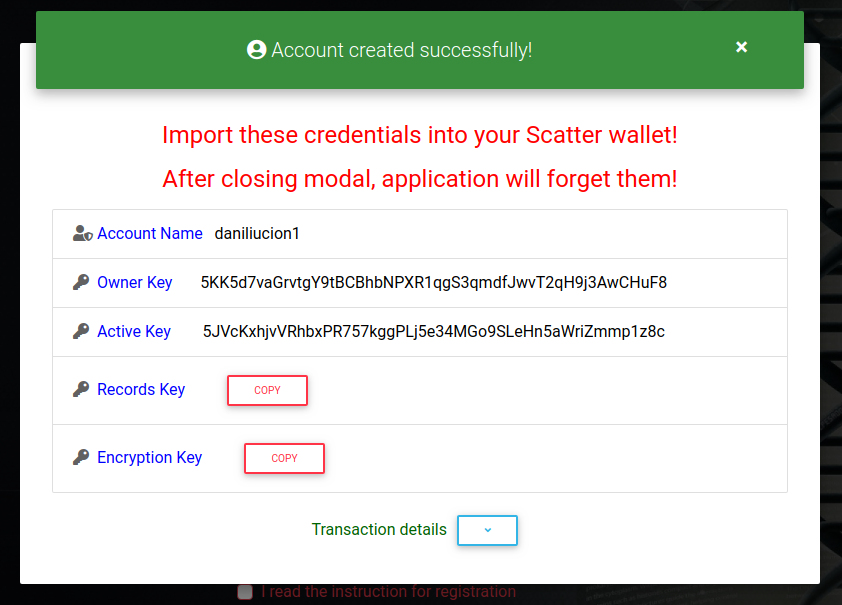 Account created successfully!
Import these credentials into your Scatter wallet!
After closing modal, application will forget them!
Account Name daniliucion1
Owner Key 5KK5d7vaGrvtgY9tBCBhbNPXR1qgS3qmdfJwvT2qH9j3AwCHuF8
Active Key 5JVcKxhjvVRhbxPR757kggPLj5e34MGo9SLeHn5aWriZmmp1z8c
Records Key COPY
Encryption Key COPY
Transaction details
I read the instruction for registration